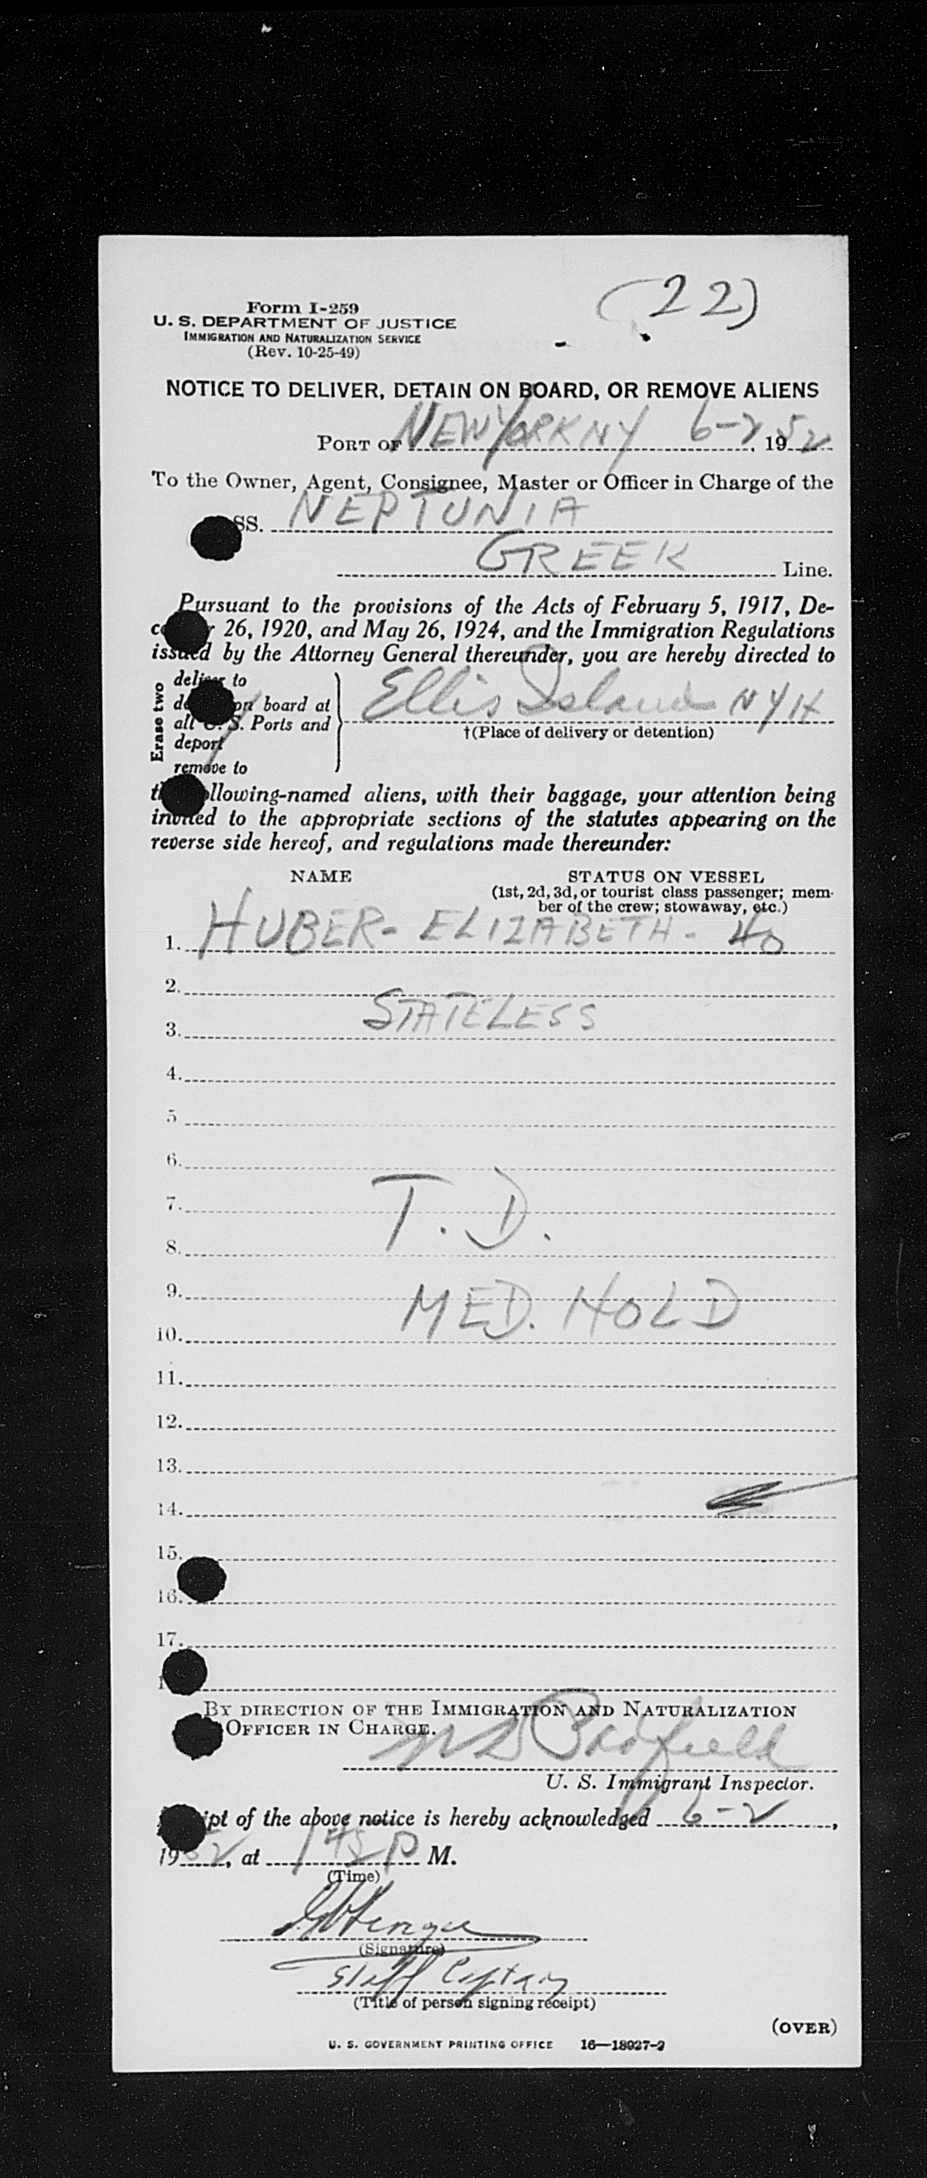 (22)
Form I-259
U. S. DEPARTMENT OF JUSTICE
IMMIGRATION AND NATURALIZATION SERVICE
(Rev. 10-25-49)
NOTICE TO DELIVER, DETAIN ON BOARD, OR REMOVE ALIENS
PORT OF NEW YORK NY 6-2, 1952
To the Owner, Agent, Consignee, Master or Officer in Charge of the
SS. NEPTUNIA
GREEK Line.
Pursuant to the provisions of the Acts of February 5, 1917, De-
26, 1920, and May 26, 1924, and the Immigration Regulations
issued by the Attorney General thereunder, you are hereby directed to
Erase two
deliver to
on board at
all U. S. Ports and
deport
remove to
Ellis Island NYH
†(Place of delivery or detention)
following-named aliens, with their baggage, your attention being
invited to the appropriate sections of the statutes appearing on the
reverse side hereof, and regulations made thereunder:
NAME STATUS ON VESSEL
(1st, 2d, 3d, or tourist class passenger; mem-
ber of the crew; stowaway, etc.)
1. HUBER - ELIZABETH - 40
2.
STATELESS
3.
4.
5.
6.
7. T. D.
8.
9. MED. HOLD
10.
11.
12.
13.
14.
15.
16.
17.
BY DIRECTION OF THE IMMIGRATION AND NATURALIZATION
OFFICER IN CHARGE.
U. S. Immigrant Inspector.
of the above notice is hereby acknowledged 6-2,
1952, at P M.
(Time)
(Signature)
Staff Captain
(Title of person signing receipt)
(OVER)
U. S. GOVERNMENT PRINTING OFFICE 16—18927-2